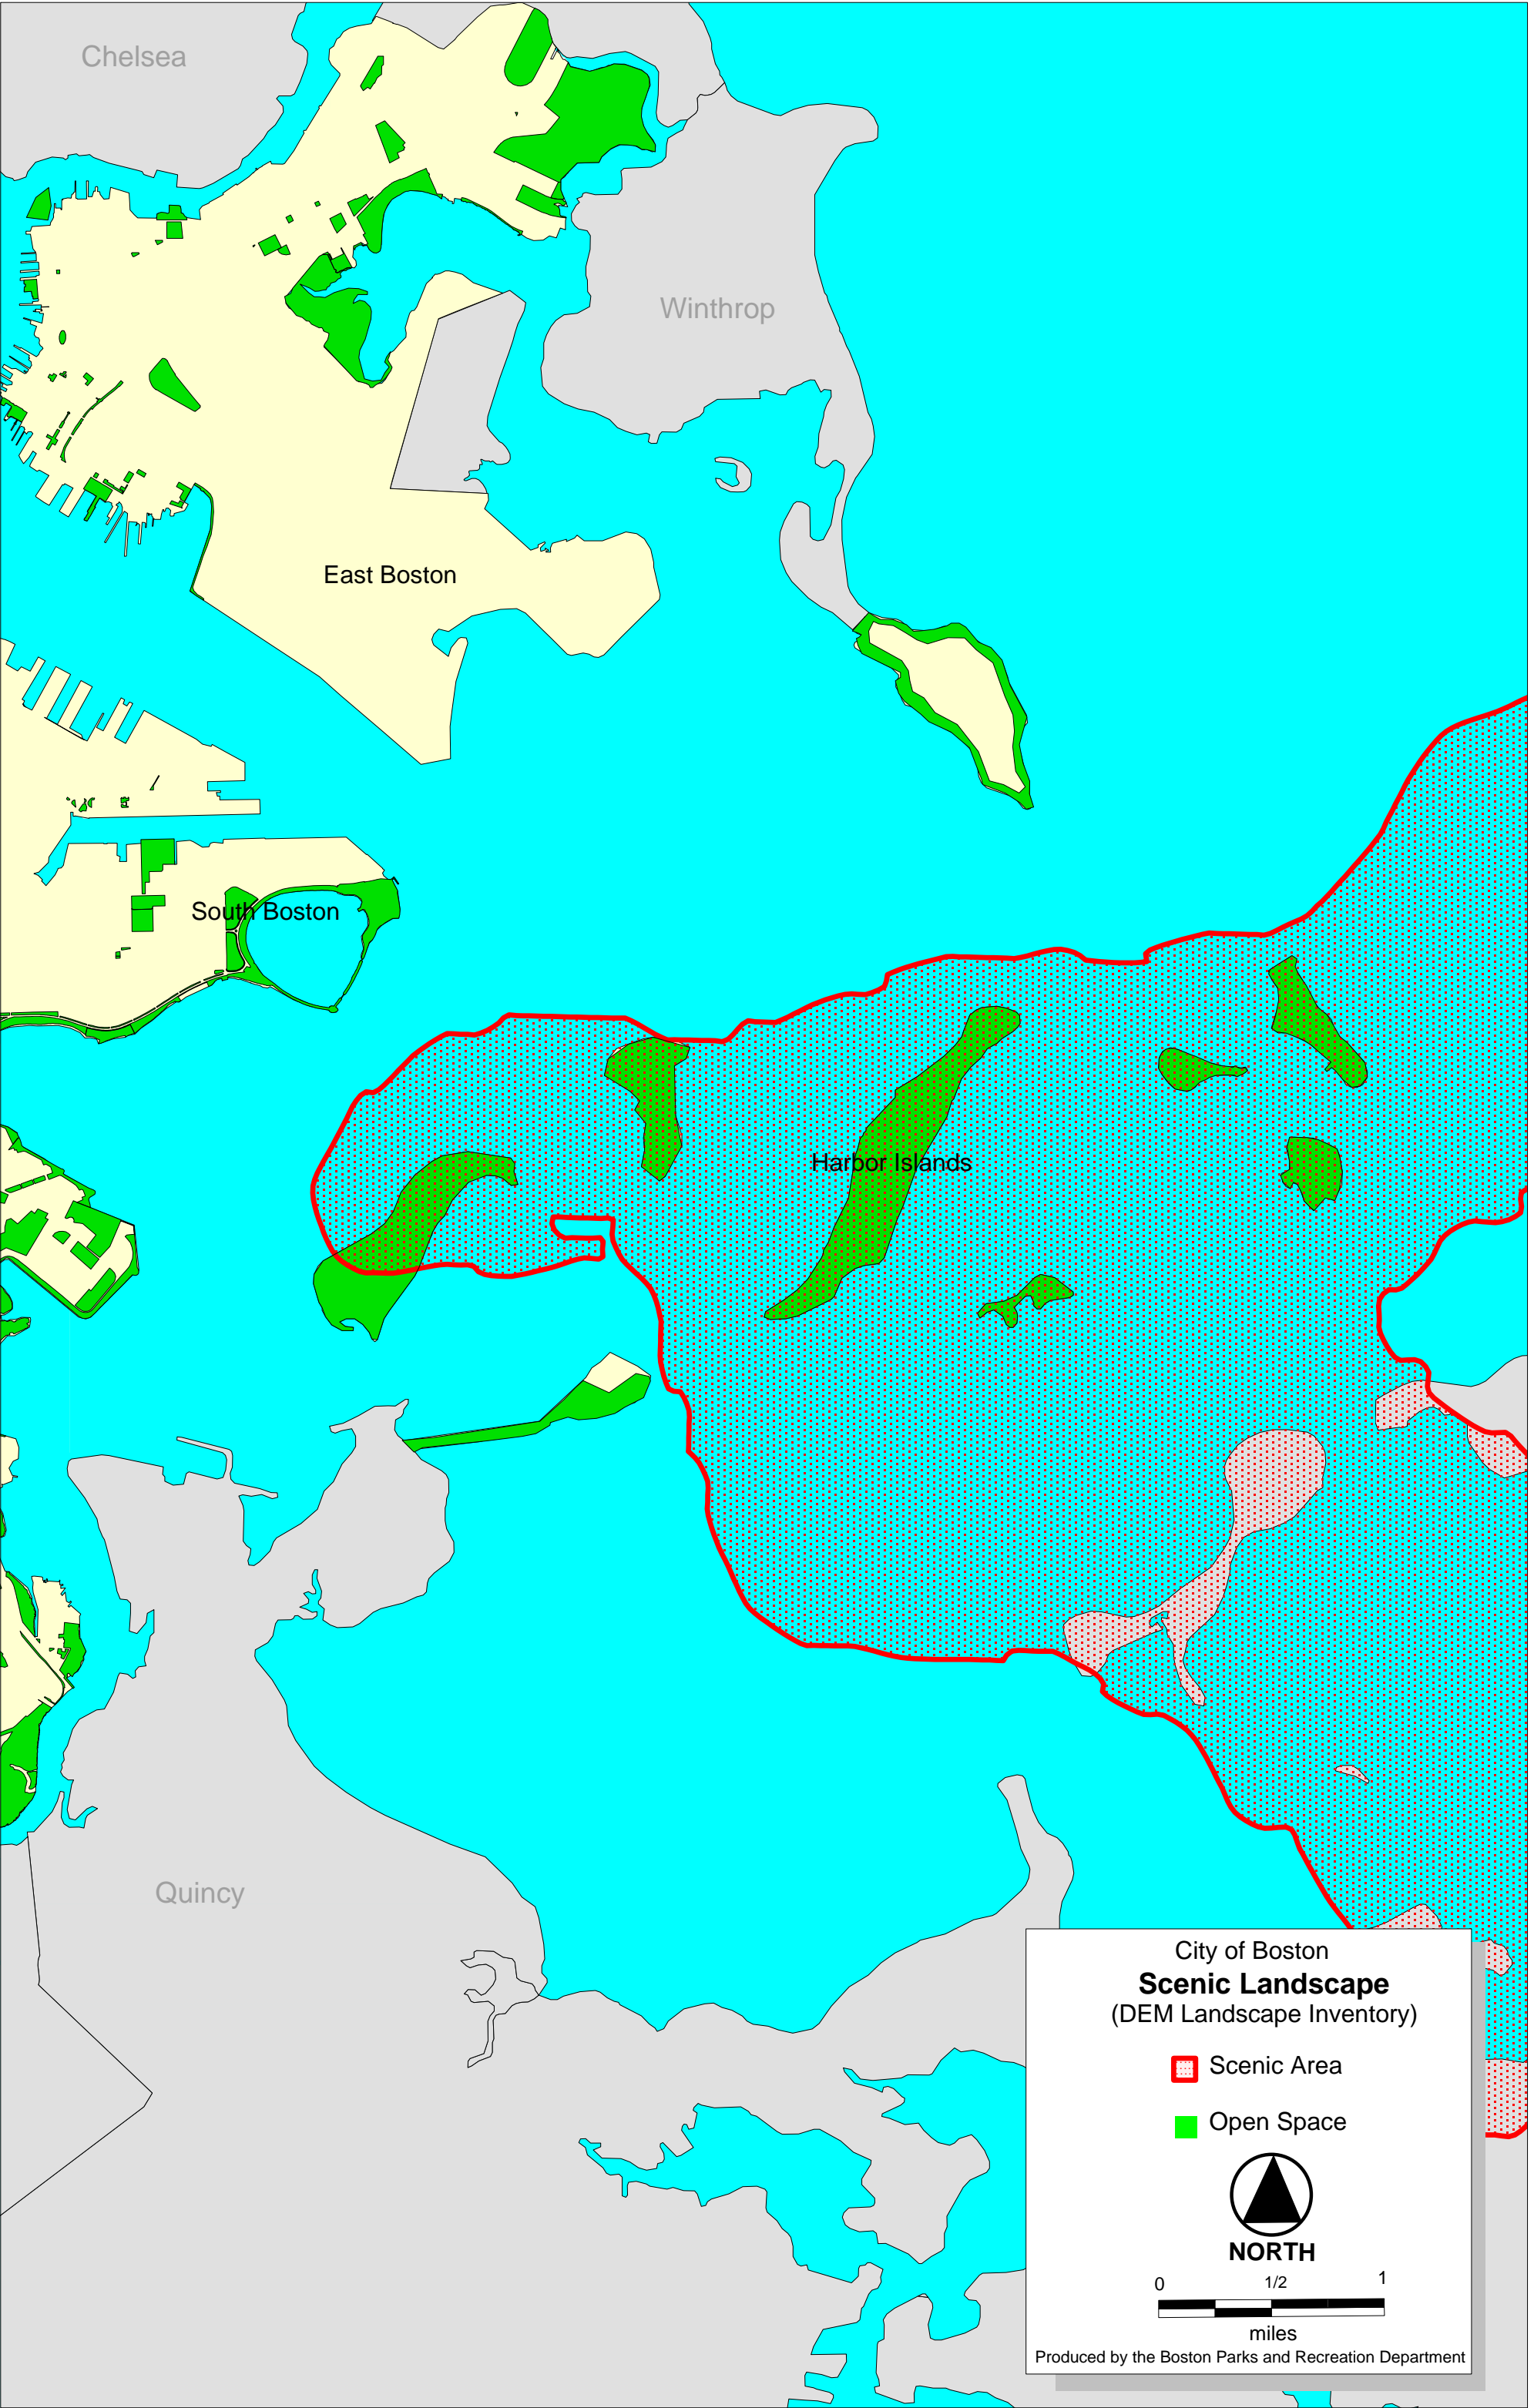 Chelsea
Winthrop
East Boston
South Boston
Harbor Islands
Quincy
City of Boston
Scenic Landscape
(DEM Landscape Inventory)
Scenic Area
Open Space
NORTH
0 1/2 1
miles
Produced by the Boston Parks and Recreation Department